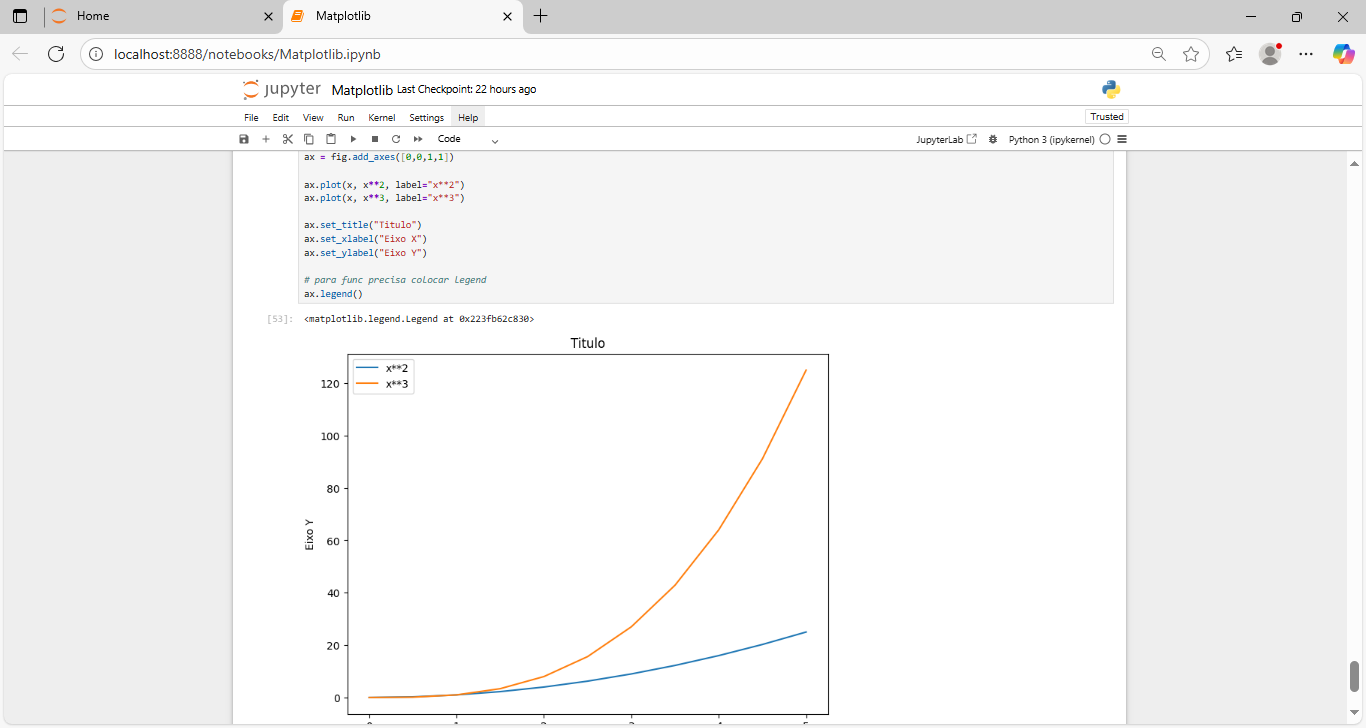 Home
Matplotlib
localhost:8888/notebooks/Matplotlib.ipynb
jupyter Matplotlib Last Checkpoint: 22 hours ago
File Edit View Run Kernel Settings Help
Trusted
Code
JupyterLab
Python 3 (ipykernel)
ax = fig.add_axes([0,0,1,1])
ax.plot(x, x**2, label="x**2")
ax.plot(x, x**3, label="x**3")
ax.set_title("Titulo")
ax.set_xlabel("Eixo X")
ax.set_ylabel("Eixo Y")
# para func precisa colocar Legend
ax.legend()
[53]: <matplotlib.legend.Legend at 0x223fb62c830>
Titulo
x**2
x**3
120
100
80
60
40
20
0
Eixo Y